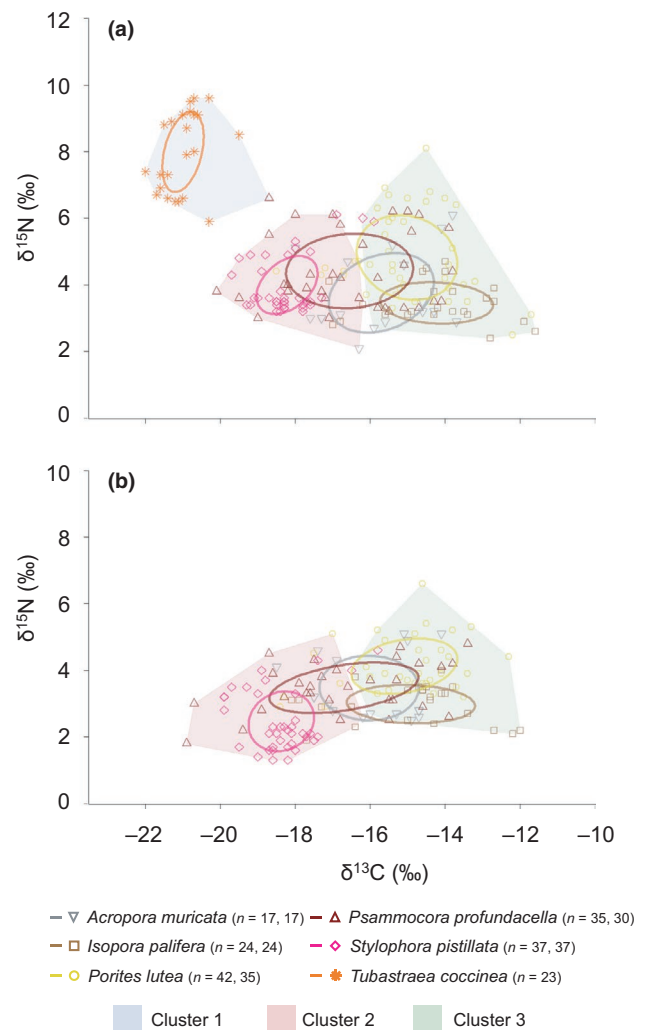 12
(a)
10
8
6
4
2
0
δ15N (‰)
10
(b)
8
6
4
2
0
δ15N (‰)
–22 –20 –18 –16 –14 –12 –10
δ13C (‰)
Acropora muricata (n = 17, 17) Psammocora profundacella (n = 35, 30)
Isopora palifera (n = 24, 24) Stylophora pistillata (n = 37, 37)
Porites lutea (n = 42, 35) Tubastraea coccinea (n = 23)
Cluster 1 Cluster 2 Cluster 3